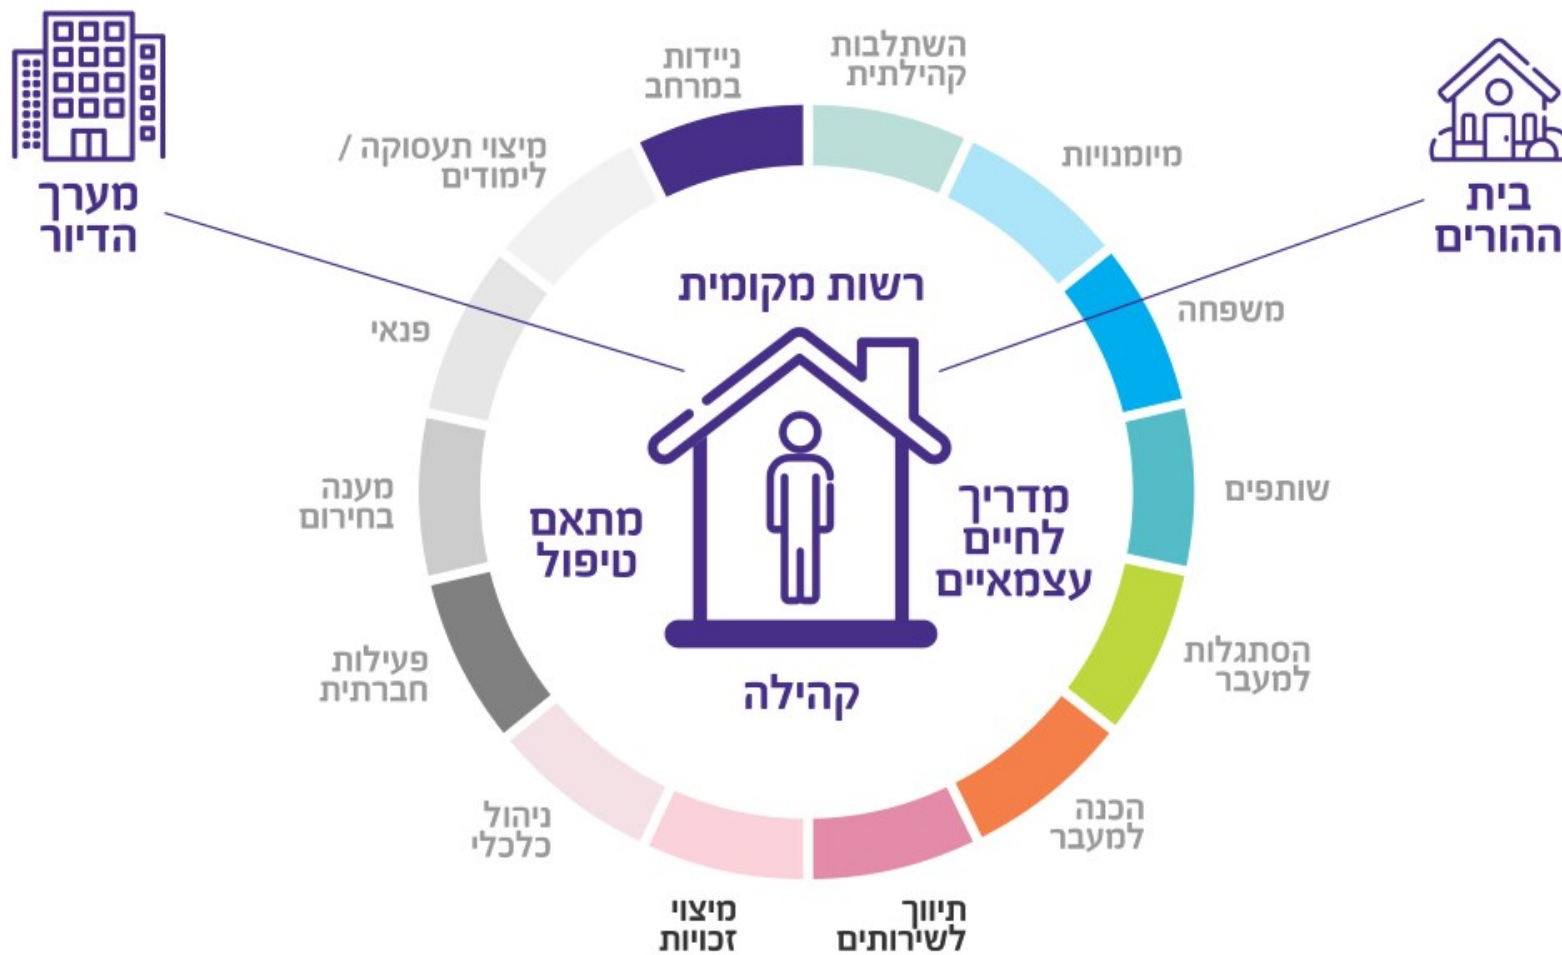 השתלבות
קהילתית
מיומנויות
משפחה
שותפים
הסתגלות
למעבר
הכנה
למעבר
תיווך
לשירותים
מיצוי
זכויות
ניהול
כלכלי
פעילות
חברתית
מענה
בחירום
פנאי
מיצוי תעסוקה /
לימודים
ניידות
במרחב
בית
ההורים
מערך
הדיור
רשות מקומית
מדריך
לחיים
עצמאיים
מתאם
טיפול
קהילה